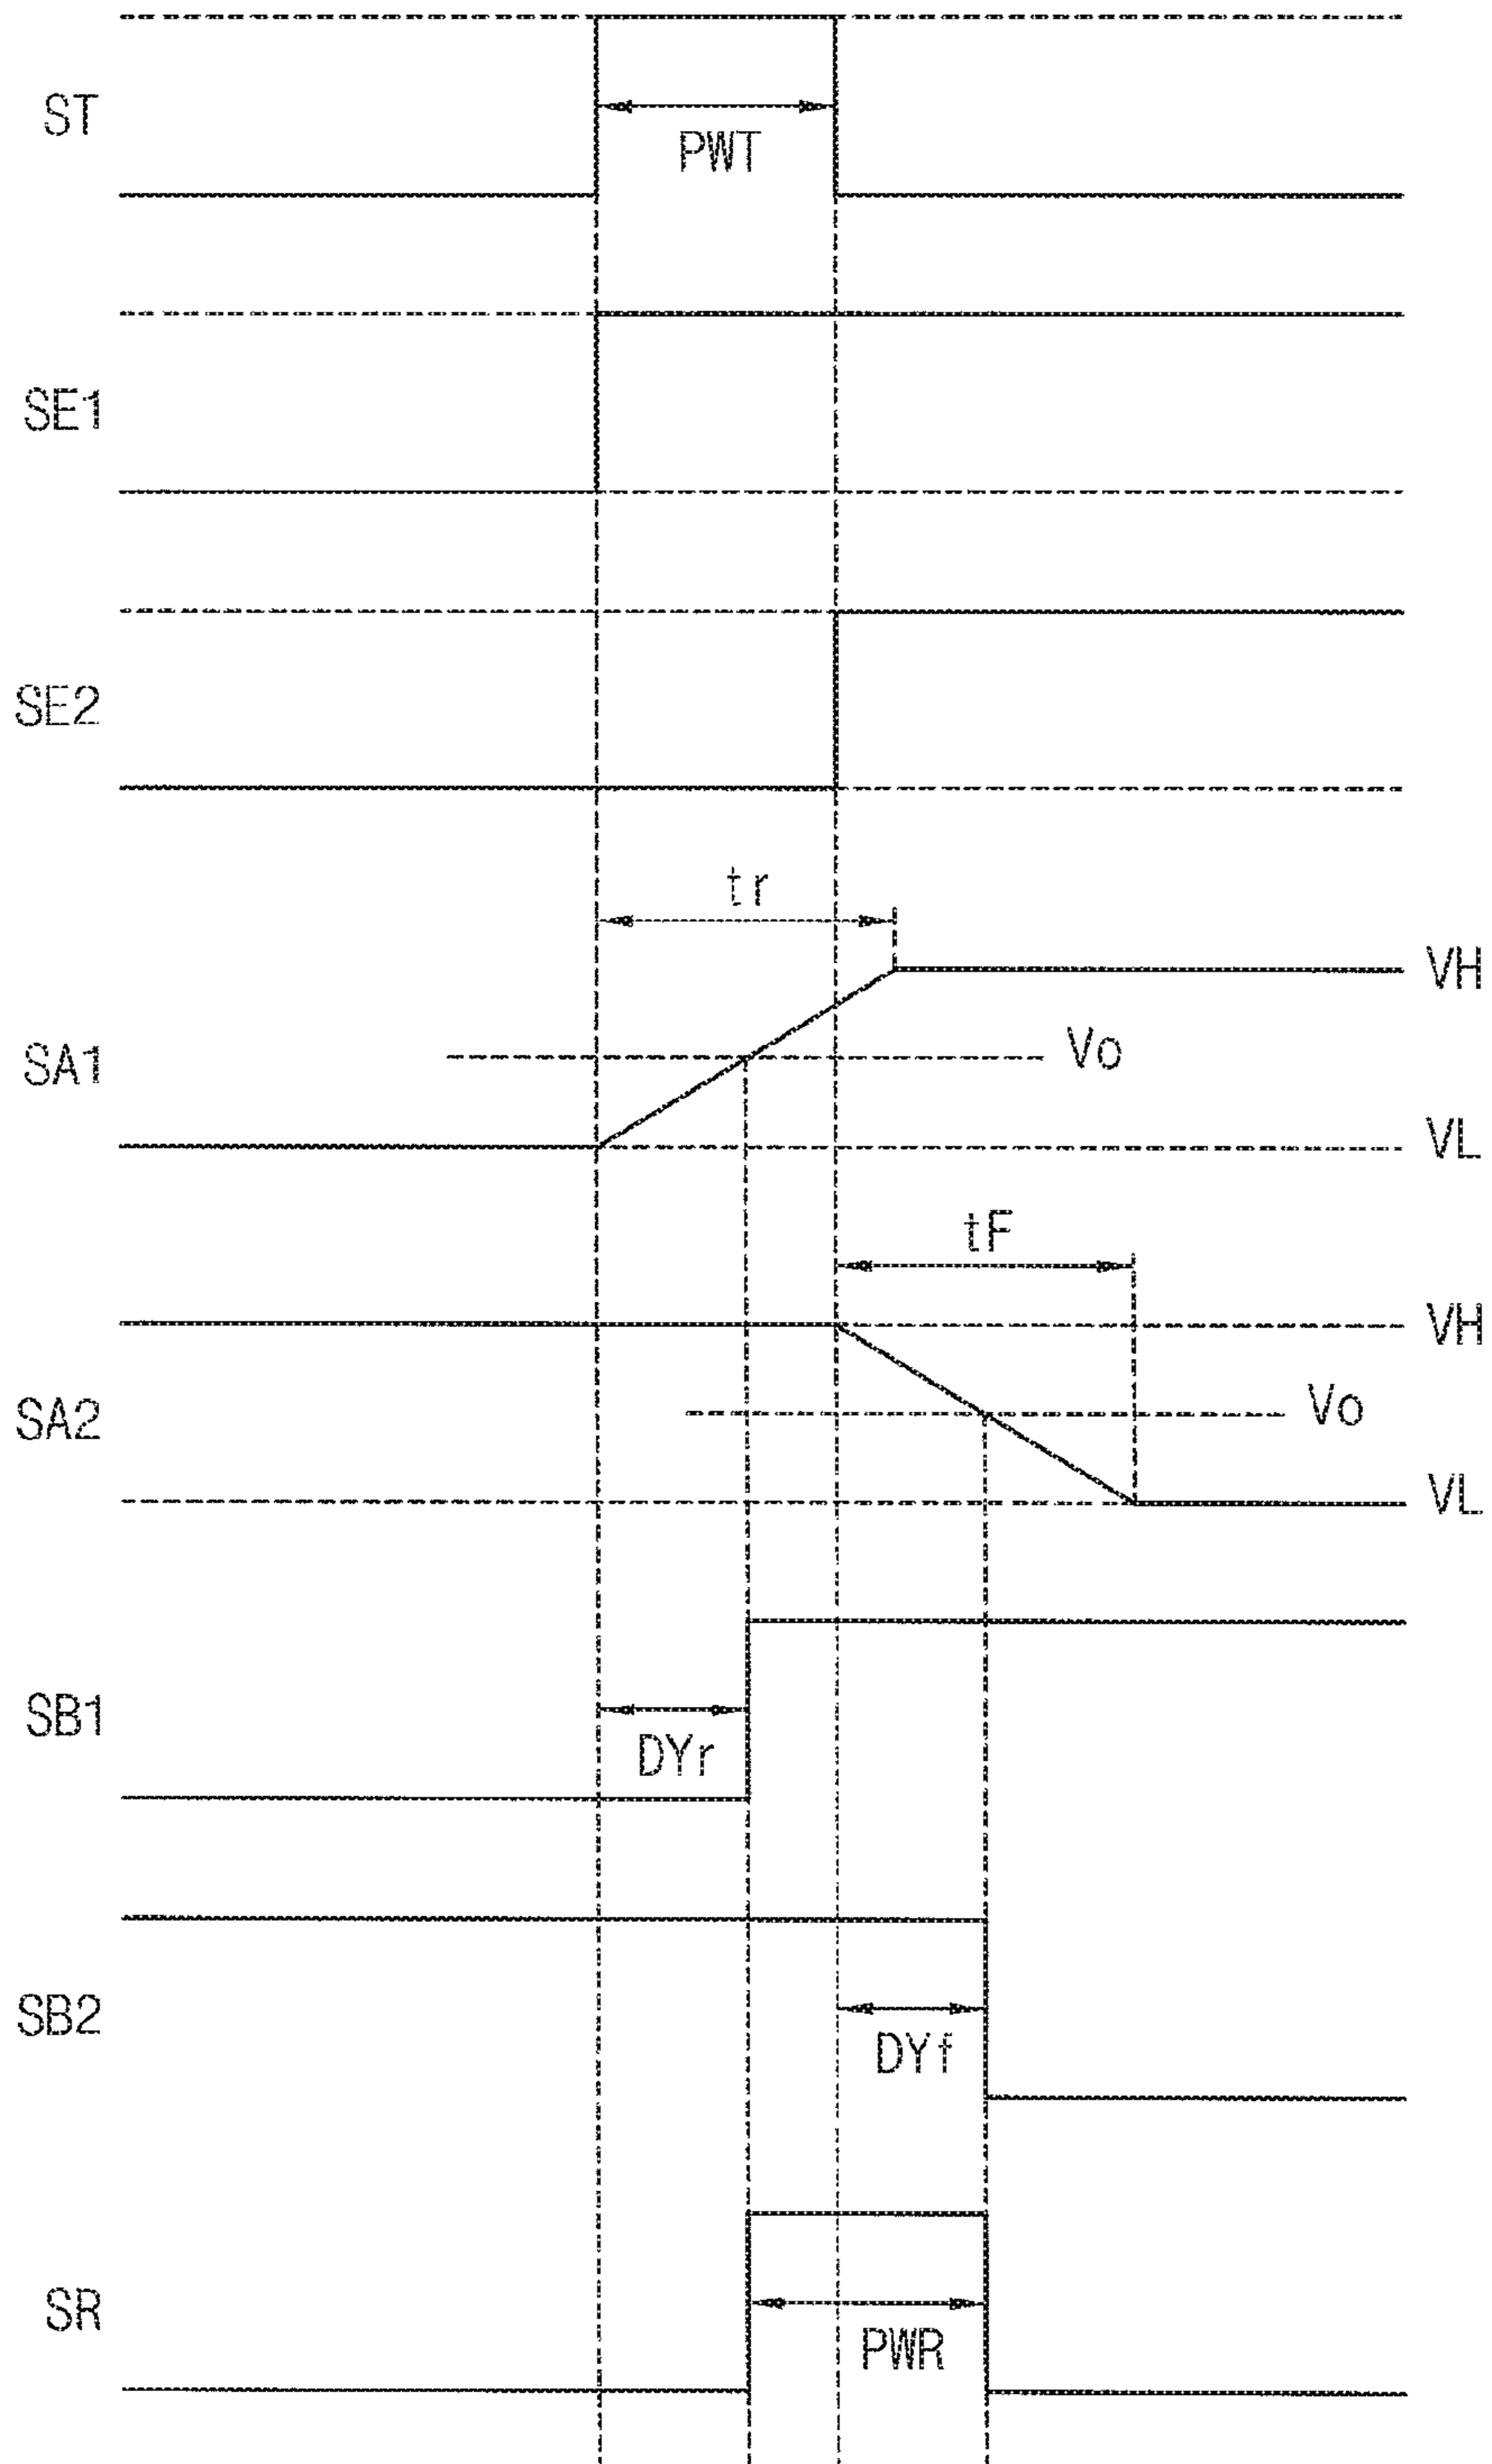 ST
PWT
SE1
SE2
tr
VH
SA1
Vo
VL
tF
VH
SA2
Vo
VL
SB1
DYr
SB2
DYf
SR
PWR